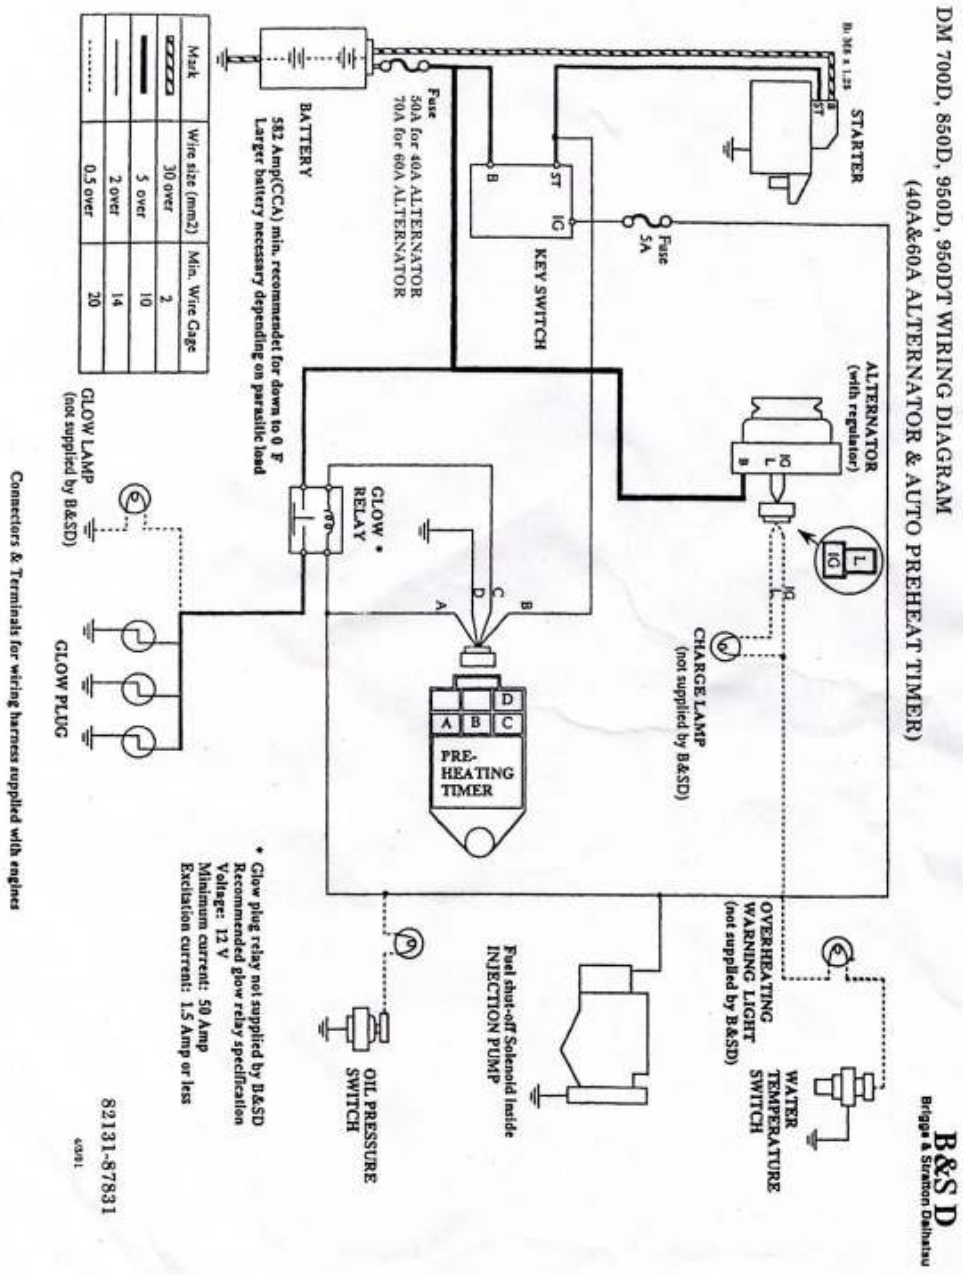 DM 700D, 850D, 950D, 950DT WIRING DIAGRAM
(40A&60A ALTERNATOR & AUTO PREHEAT TIMER)
B&S D
Briggs & Stratton Daihatsu
B: M8 x 1.25
STARTER
B
ST
ALTERNATOR
(with regulator)
IG
L
B
L
IG
IG
L
CHARGE LAMP
(not supplied by B&SD)
OVERHEATING
WARNING LIGHT
(not supplied by B&SD)
WATER
TEMPERATURE
SWITCH
Fuse
5A
KEY SWITCH
B
ST
IG
Fuse
50A for 40A ALTERNATOR
70A for 60A ALTERNATOR
BATTERY
582 Amp(CCA) min. recommendet for down to 0 F
Larger battery necessary depending on parasitic load
GLOW *
RELAY
A
D
C
B
D
A
B
C
PRE-
HEATING
TIMER
Fuel shut-off Solenoid inside
INJECTION PUMP
OIL PRESSURE
SWITCH
Mark
Wire size (mm2)
Min. Wire Gage
30 over
2
5 over
10
2 over
14
0.5 over
20
GLOW LAMP
(not supplied by B&SD)
GLOW PLUG
* Glow plug relay not supplied by B&SD
Recommended glow relay specification
Voltage: 12 V
Minimum current: 50 Amp
Excitation current: 1.5 Amp or less
82131-87831
Connectors & Terminals for wiring harness supplied with engines